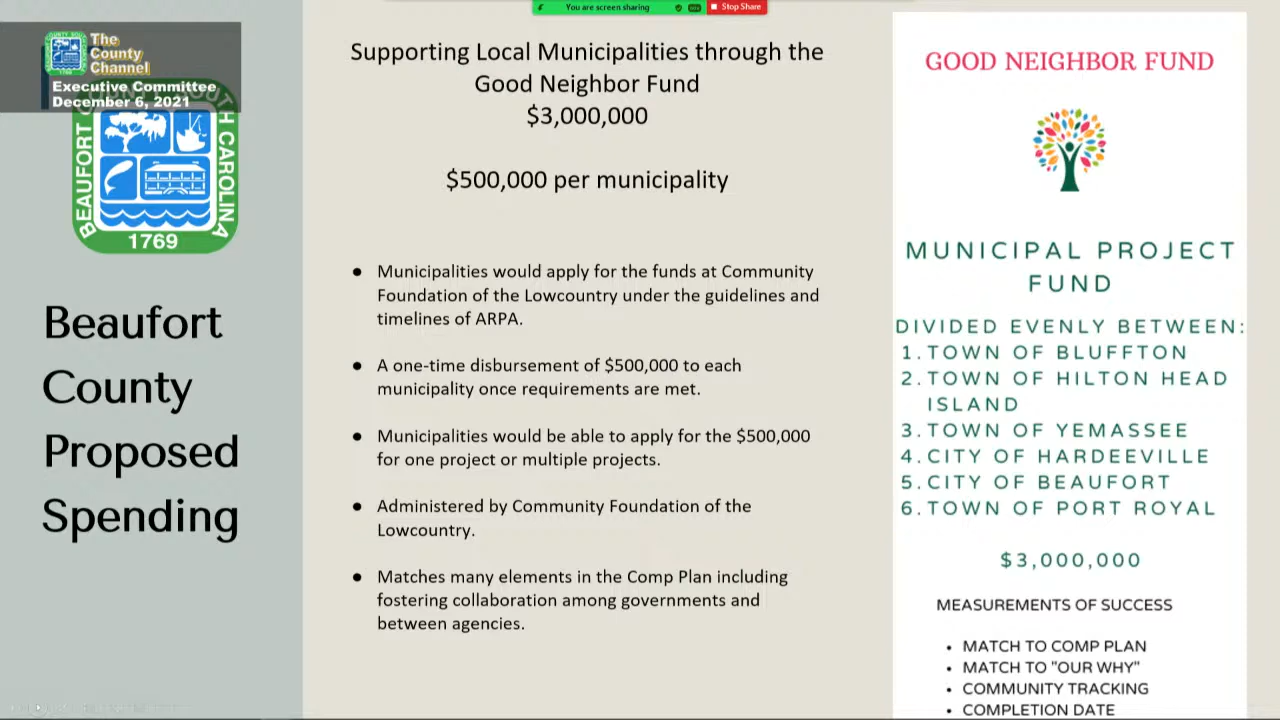 You are screen sharing
Stop Share
The
County
Channel
Executive Committee
December 6, 2021
BEAUFORT COUNTY SOUTH CAROLINA
1769
Beaufort
County
Proposed
Spending
Supporting Local Municipalities through the
Good Neighbor Fund
$3,000,000
$500,000 per municipality
● Municipalities would apply for the funds at Community
Foundation of the Lowcountry under the guidelines and
timelines of ARPA.
● A one-time disbursement of $500,000 to each
municipality once requirements are met.
● Municipalities would be able to apply for the $500,000
for one project or multiple projects.
● Administered by Community Foundation of the
Lowcountry.
● Matches many elements in the Comp Plan including
fostering collaboration among governments and
between agencies.
GOOD NEIGHBOR FUND
MUNICIPAL PROJECT
FUND
DIVIDED EVENLY BETWEEN:
1. TOWN OF BLUFFTON
2. TOWN OF HILTON HEAD
ISLAND
3. TOWN OF YEMASSEE
4. CITY OF HARDEEVILLE
5. CITY OF BEAUFORT
6. TOWN OF PORT ROYAL
$3,000,000
MEASUREMENTS OF SUCCESS
• MATCH TO COMP PLAN
• MATCH TO "OUR WHY"
• COMMUNITY TRACKING
• COMPLETION DATE